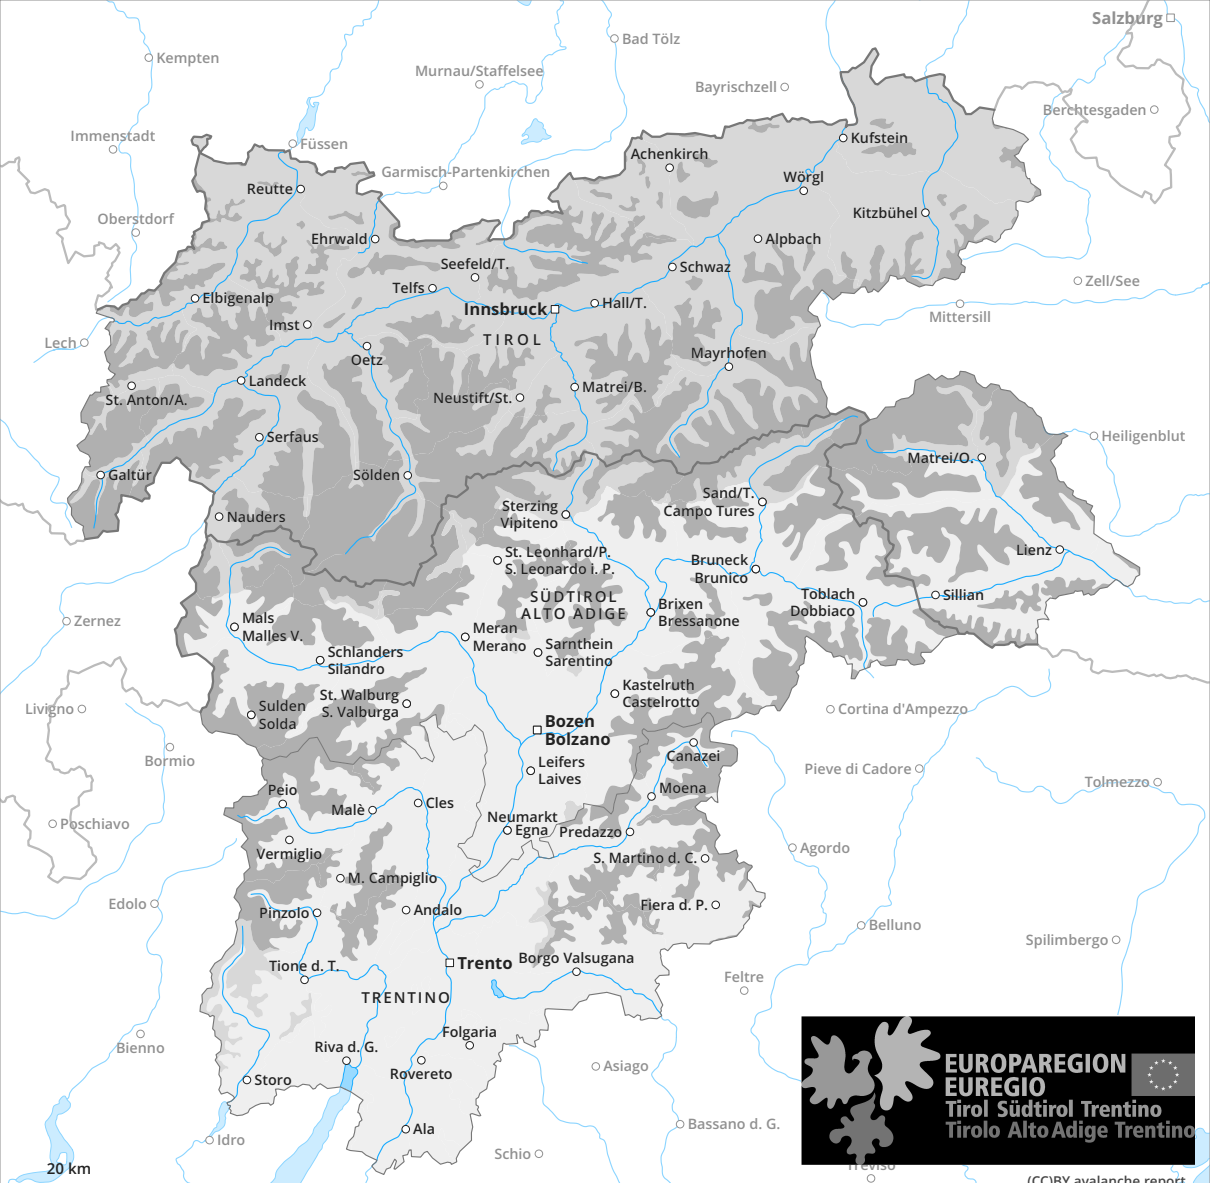 Salzburg
Bad Tölz
Kempten
Murnau/Staffelsee
Bayrischzell
Berchtesgaden
Immenstadt
Füssen
Kufstein
Achenkirch
Garmisch-Partenkirchen
Wörgl
Reutte
Oberstdorf
Kitzbühel
Ehrwald
Alpbach
Seefeld/T.
Schwaz
Zell/See
Telfs
Elbigenalp
Hall/T.
Innsbruck
Mittersill
Imst
TIROL
Lech
Oetz
Mayrhofen
Landeck
Matrei/B.
St. Anton/A.
Neustift/St.
Serfaus
Heiligenblut
Matrei/O.
Galtür
Sölden
Sand/T.
Campo Tures
Sterzing
Vipiteno
Nauders
Lienz
St. Leonhard/P.
S. Leonardo i. P.
Bruneck
Brunico
SÜDTIROL
ALTO ADIGE
Toblach
Dobbiaco
Sillian
Brixen
Bressanone
Zernez
Mals
Malles V.
Meran
Merano
Sarnthein
Sarentino
Schlanders
Silandro
Kastelruth
Castelrotto
St. Walburg
S. Valburga
Sulden
Solda
Livigno
Cortina d'Ampezzo
Bozen
Bolzano
Bormio
Canazei
Leifers
Laives
Pieve di Cadore
Tolmezzo
Peio
Moena
Malè
Cles
Neumarkt
Egna
Predazzo
Poschiavo
Vermiglio
Agordo
S. Martino d. C.
M. Campiglio
Edolo
Pinzolo
Andalo
Fiera d. P.
Belluno
Spilimbergo
Trento
Borgo Valsugana
Tione d. T.
Feltre
TRENTINO
Folgaria
Bienno
Riva d. G.
Rovereto
Asiago
Storo
EUROPAREGION
EUREGIO
Tirol Südtirol Trentino
Tirolo Alto Adige Trentino
Ala
Bassano d. G.
Idro
Schio
Treviso
20 km
(CC)BY avalanche.report